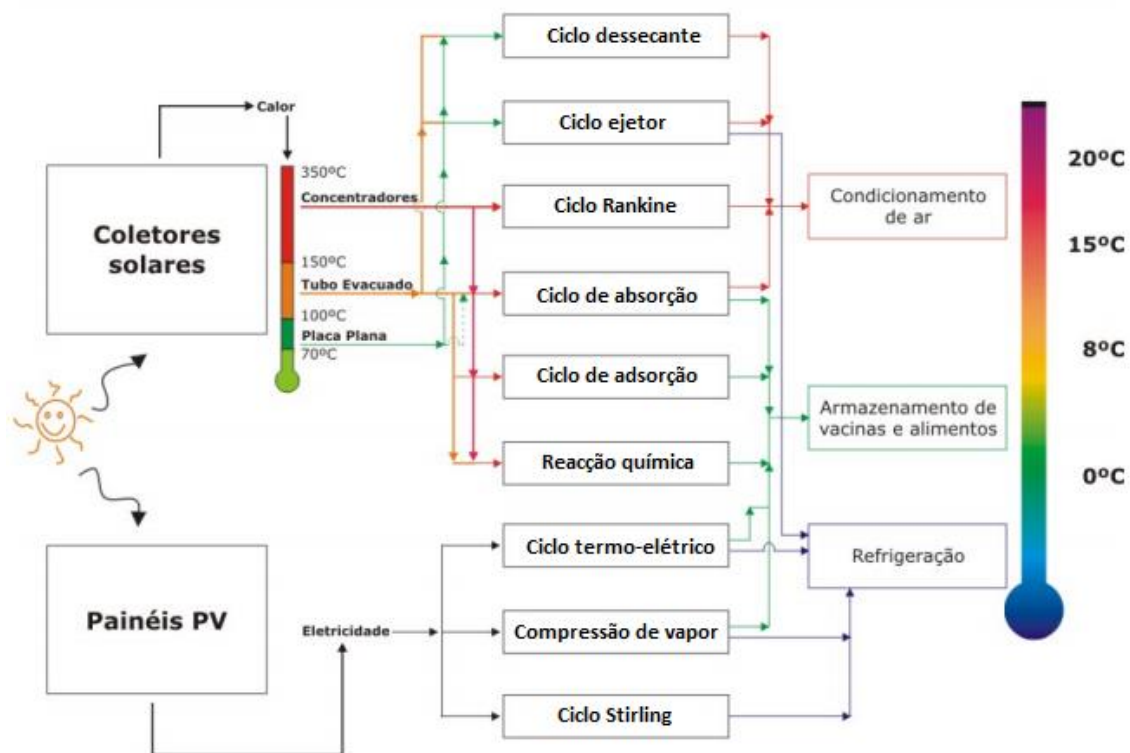 Ciclo dessecante
Calor
Ciclo ejetor
350ºC
Concentradores
Ciclo Rankine
Coletores
solares
150ºC
Tubo Evacuado
Ciclo de absorção
100ºC
Placa Plana
70ºC
Ciclo de adsorção
Reacção química
Ciclo termo-elétrico
Painéis PV
Eletricidade
Compressão de vapor
Ciclo Stirling
Condicionamento
de ar
Armazenamento de
vacinas e alimentos
Refrigeração
20ºC
15ºC
8ºC
0ºC